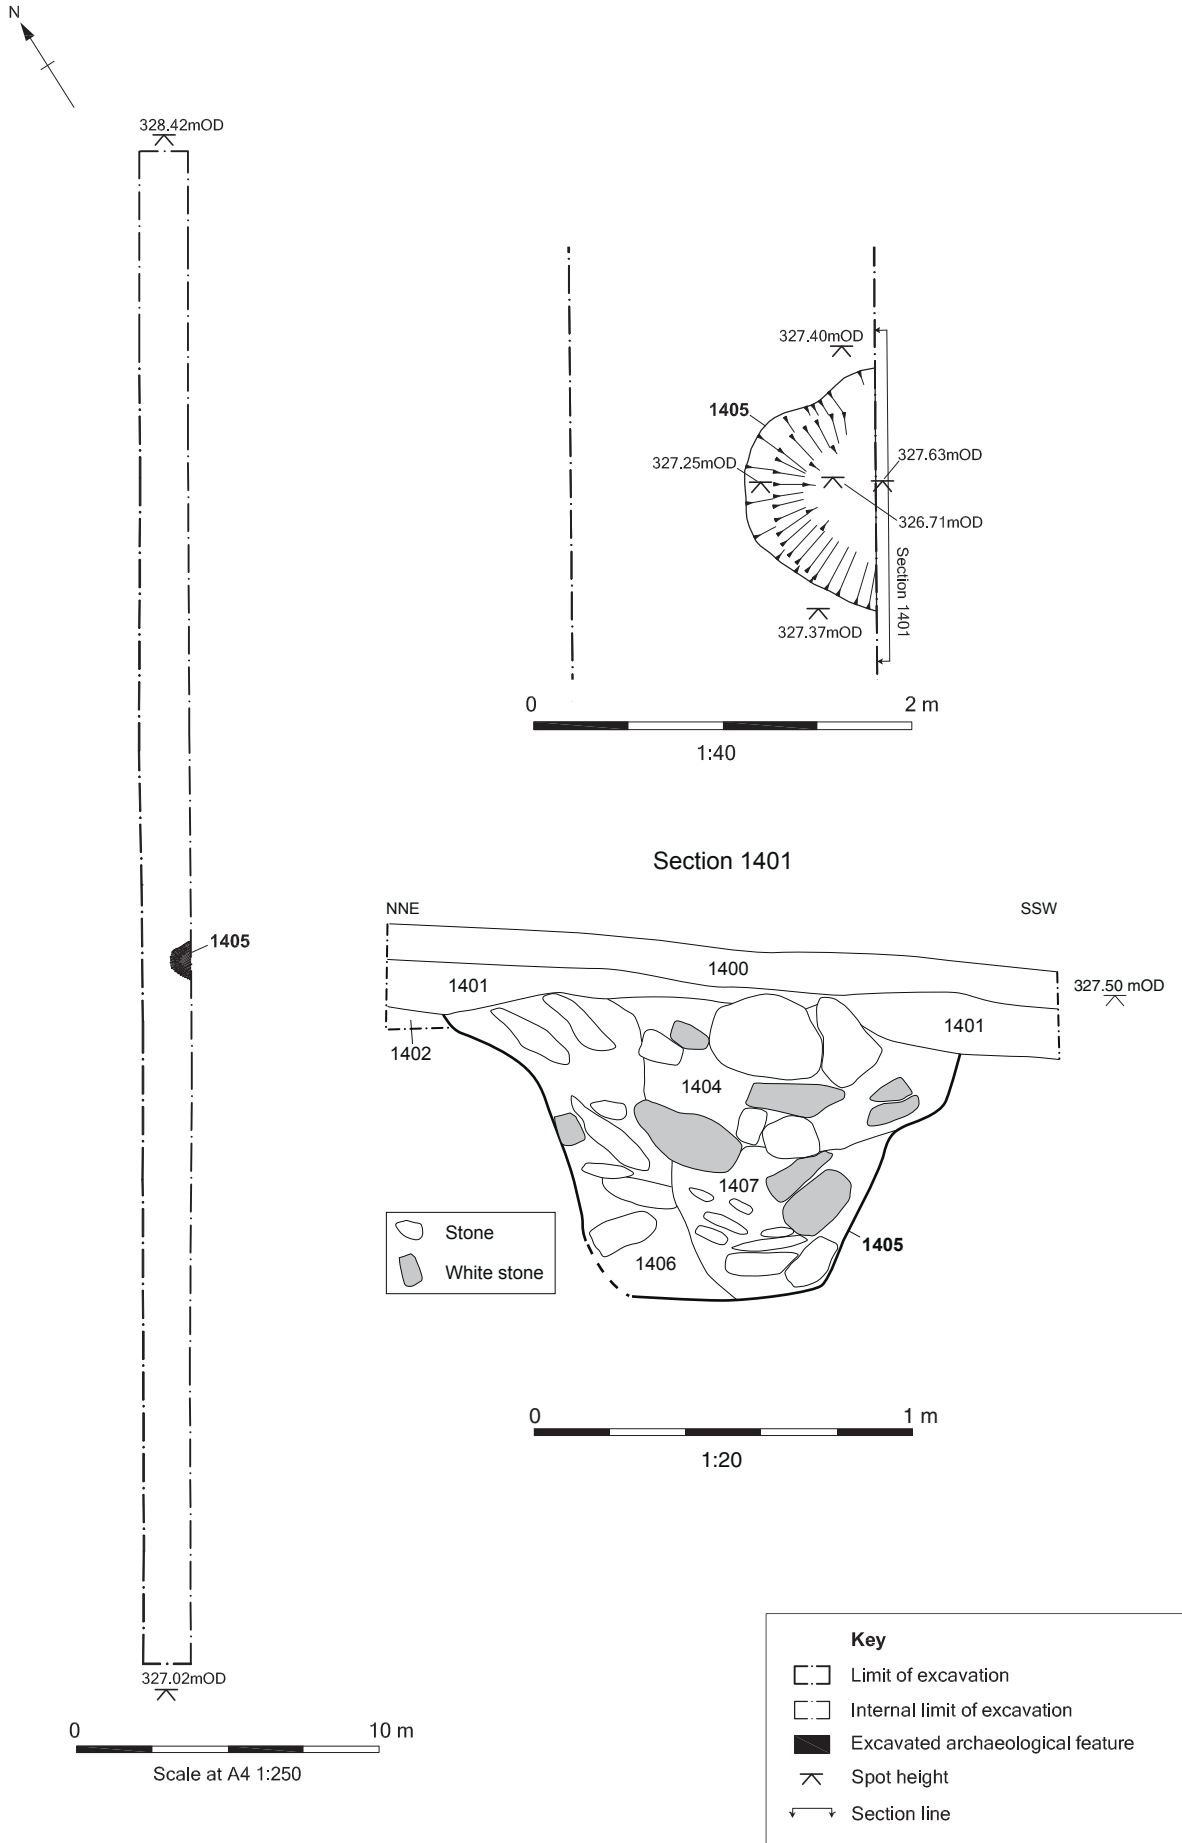 N
328.42mOD
1405
327.02mOD
0 10 m
Scale at A4 1:250
327.40mOD
1405
327.25mOD
327.63mOD
326.71mOD
Section 1401
327.37mOD
0 2 m
1:40
Section 1401
NNE SSW
1400
1401
327.50 mOD
1401
1402
1404
1407
1405
1406
Stone
White stone
0 1 m
1:20
Key
Limit of excavation
Internal limit of excavation
Excavated archaeological feature
Spot height
Section line